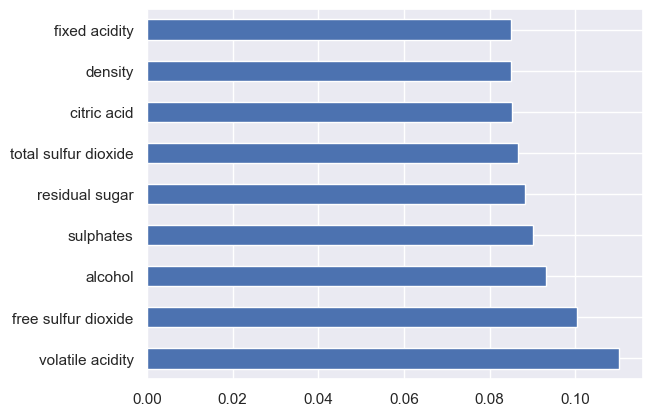 fixed acidity
density
citric acid
total sulfur dioxide
residual sugar
sulphates
alcohol
free sulfur dioxide
volatile acidity
0.00 0.02 0.04 0.06 0.08 0.10